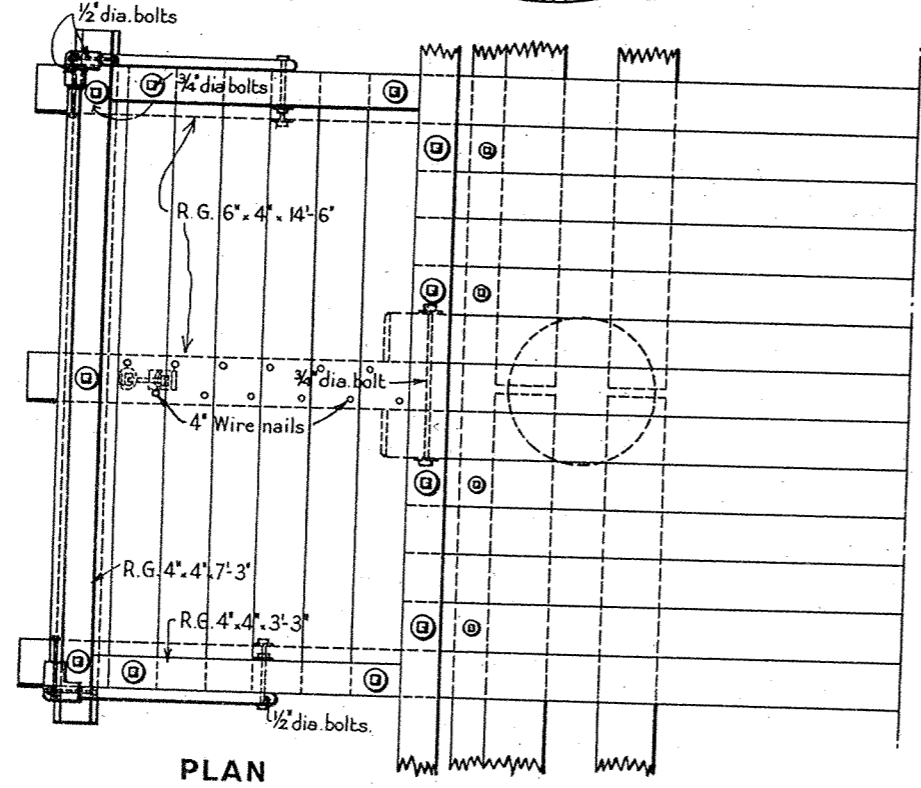 ½" dia. bolts
¾" dia bolts
R.G. 6" x 4" x 14'-6"
¾" dia. bolt
4" Wire nails
R.G. 4" x 4" x 7'-3"
R.G. 4" x 4" x 3'-3"
½" dia. bolts.
PLAN